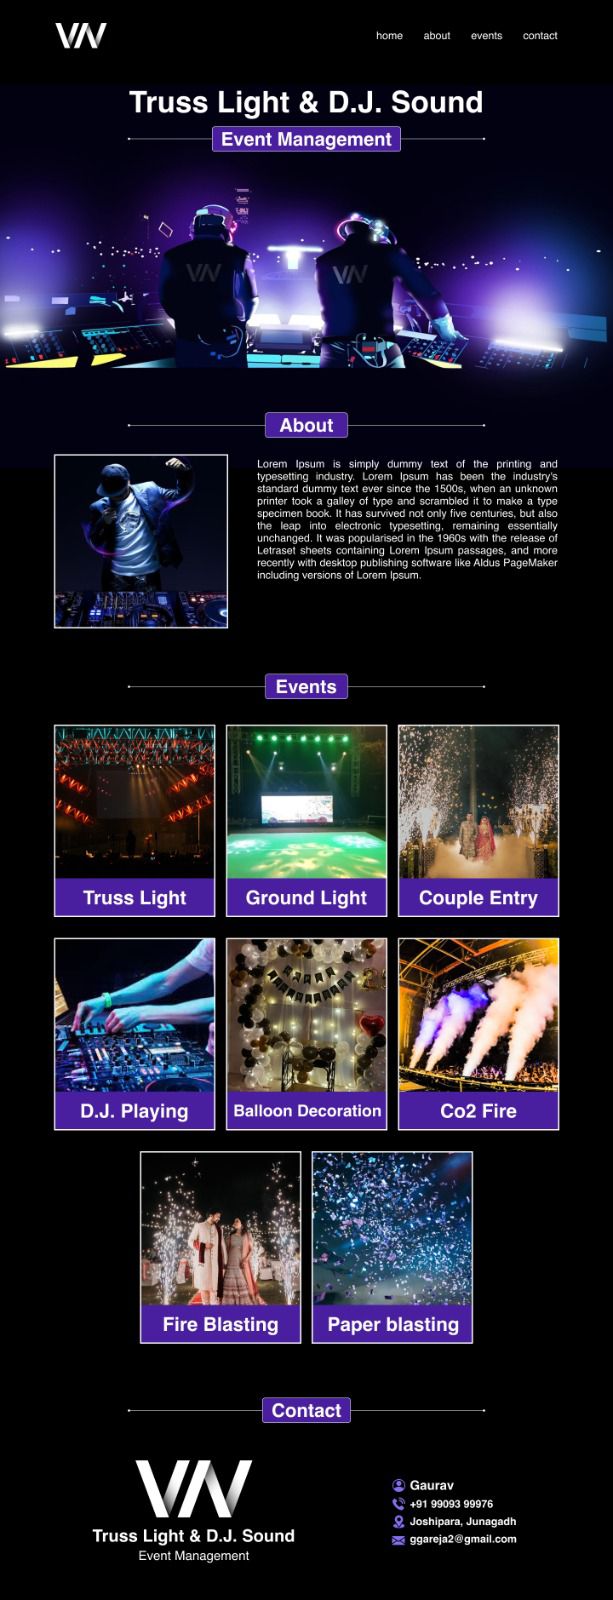 VN
home about events contact
Truss Light & D.J. Sound
Event Management
VN VN
About
Lorem Ipsum is simply dummy text of the printing and
typesetting industry. Lorem Ipsum has been the industry's
standard dummy text ever since the 1500s, when an unknown
printer took a galley of type and scrambled it to make a type
specimen book. It has survived not only five centuries, but also
the leap into electronic typesetting, remaining essentially
unchanged. It was popularised in the 1960s with the release of
Letraset sheets containing Lorem Ipsum passages, and more
recently with desktop publishing software like Aldus PageMaker
including versions of Lorem Ipsum.
Events
Truss Light
Ground Light
Couple Entry
D.J. Playing
Balloon Decoration
Co2 Fire
Fire Blasting
Paper blasting
Contact
VN
Truss Light & D.J. Sound
Event Management
Gaurav
+91 99093 99976
Joshipara, Junagadh
ggareja2@gmail.com